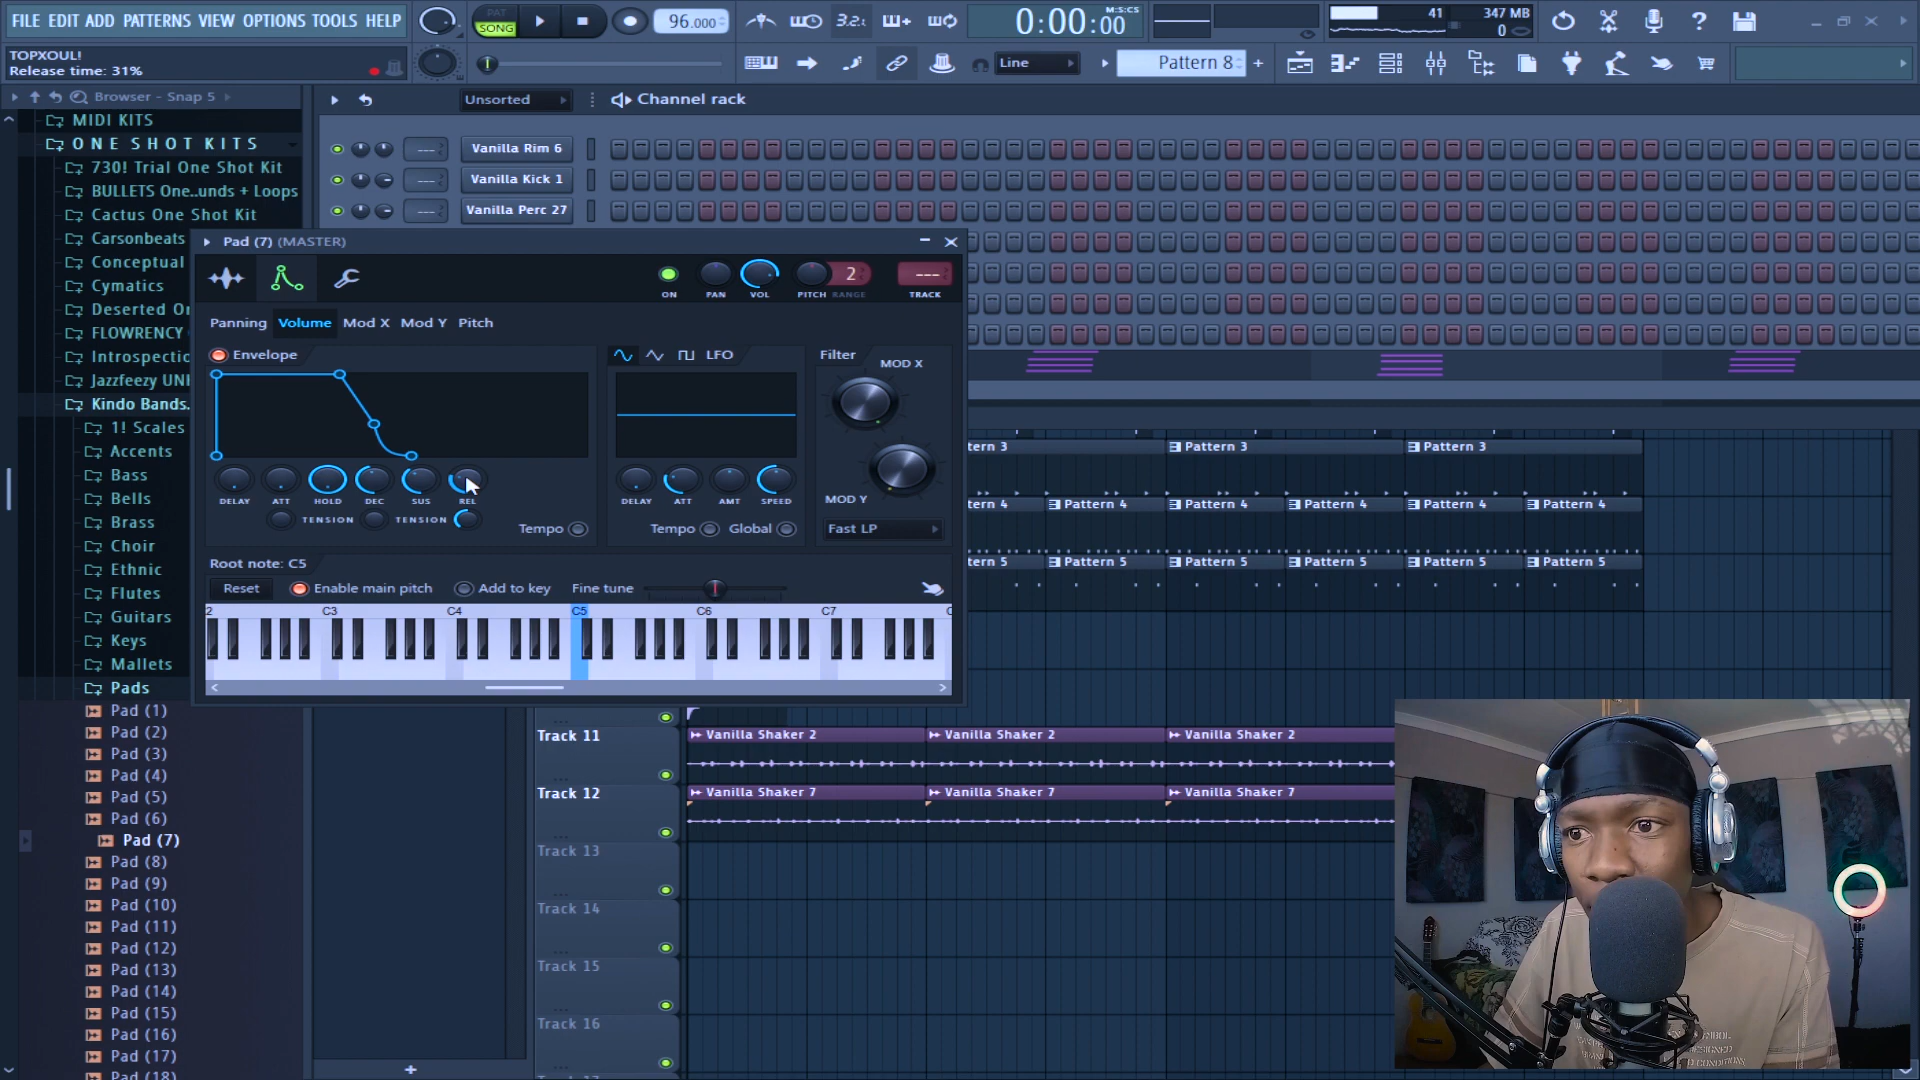 FILE EDIT ADD PATTERNS VIEW OPTIONS TOOLS HELP
PAT
SONG
96.000
3.2.
0:00:00
M:S:CS
41
347 MB
0
TOPXOUL!
Release time: 31%
Line
Pattern 8
Browser - Snap 5
MIDI KITS
ONE SHOT KITS
730! Trial One Shot Kit
BULLETS One..unds + Loops
Cactus One Shot Kit
Carsonbeats
Conceptual
Cymatics
Deserted Or
FLOWRENCY
Introspectio
Jazzfeezy UNI
Kindo Bands.
1! Scales
Accents
Bass
Bells
Brass
Choir
Ethnic
Flutes
Guitars
Keys
Mallets
Pads
Pad (1)
Pad (2)
Pad (3)
Pad (4)
Pad (5)
Pad (6)
Pad (7)
Pad (8)
Pad (9)
Pad (10)
Pad (11)
Pad (12)
Pad (13)
Pad (14)
Pad (15)
Pad (16)
Pad (17)
Pad (18)
Unsorted
Channel rack
Vanilla Rim 6
Vanilla Kick 1
Vanilla Perc 27
Pad (7) (MASTER)
ON
PAN
VOL
PITCH
2
RANGE
TRACK
Panning Volume Mod X Mod Y Pitch
Envelope
LFO
Filter
MOD X
MOD Y
DELAY ATT HOLD DEC SUS REL
TENSION TENSION
Tempo
DELAY ATT AMT SPEED
Tempo Global
Fast LP
Root note: C5
Reset
Enable main pitch
Add to key
Fine tune
2 C3 C4 C5 C6 C7
tern 3
Pattern 3
Pattern 3
tern 4
Pattern 4
Pattern 4
Pattern 4
Pattern 4
Pattern 4
tern 5
Pattern 5
Pattern 5
Pattern 5
Pattern 5
Pattern 5
Track 11
Vanilla Shaker 2
Vanilla Shaker 2
Vanilla Shaker 2
Track 12
Vanilla Shaker 7
Vanilla Shaker 7
Vanilla Shaker 7
Track 13
Track 14
Track 15
Track 16